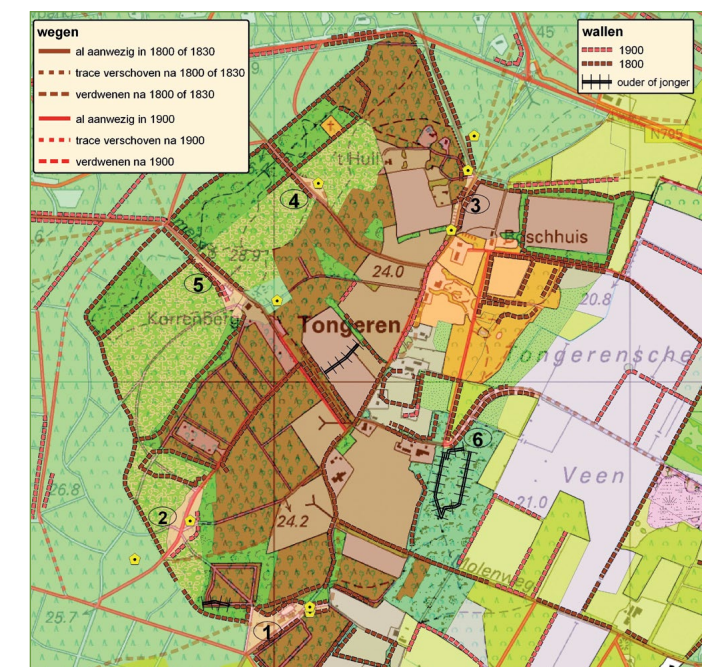 wegen
al aanwezig in 1800 of 1830
trace verschoven na 1800 of 1830
verdwenen na 1800 of 1830
al aanwezig in 1900
trace verschoven na 1900
verdwenen na 1900
wallen
1900
1800
ouder of jonger
45
N795
't Hull
4
3
Boschhuis
24.0
28.9
5
20.8
Korrenberg
Tongeren
Tongerensche
6
Veen
26.8
21.0
2
24.2
Molenweg
25.7
1